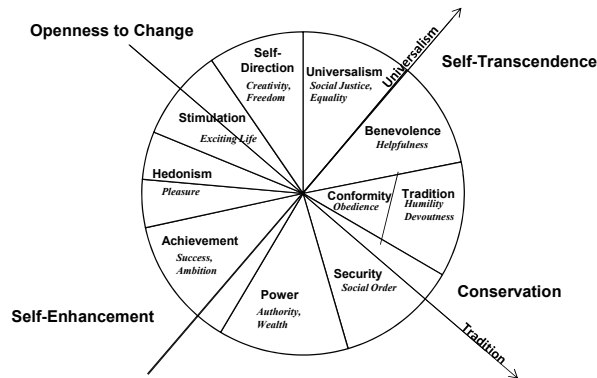 Openness to Change
Universalism
Self-Transcendence
Self-
Direction
Creativity,
Freedom
Universalism
Social Justice,
Equality
Stimulation
Exciting Life
Benevolence
Helpfulness
Hedonism
Pleasure
Conformity
Obedience
Tradition
Humility
Devoutness
Achievement
Success,
Ambition
Security
Social Order
Power
Authority,
Wealth
Conservation
Self-Enhancement
Tradition